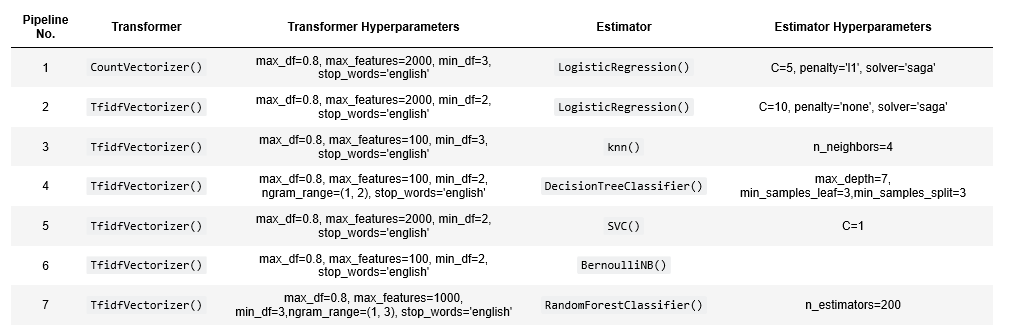 Pipeline No. Transformer Transformer Hyperparameters Estimator Estimator Hyperparameters
1 CountVectorizer() max_df=0.8, max_features=2000, min_df=3, stop_words='english' LogisticRegression() C=5, penalty='l1', solver='saga'
2 TfidfVectorizer() max_df=0.8, max_features=2000, min_df=2, stop_words='english' LogisticRegression() C=10, penalty='none', solver='saga'
3 TfidfVectorizer() max_df=0.8, max_features=100, min_df=3, stop_words='english' knn() n_neighbors=4
4 TfidfVectorizer() max_df=0.8, max_features=100, min_df=2, ngram_range=(1, 2), stop_words='english' DecisionTreeClassifier() max_depth=7, min_samples_leaf=3,min_samples_split=3
5 TfidfVectorizer() max_df=0.8, max_features=2000, min_df=2, stop_words='english' SVC() C=1
6 TfidfVectorizer() max_df=0.8, max_features=100, min_df=2, stop_words='english' BernoulliNB()
7 TfidfVectorizer() max_df=0.8, max_features=1000, min_df=3,ngram_range=(1, 3), stop_words='english' RandomForestClassifier() n_estimators=200